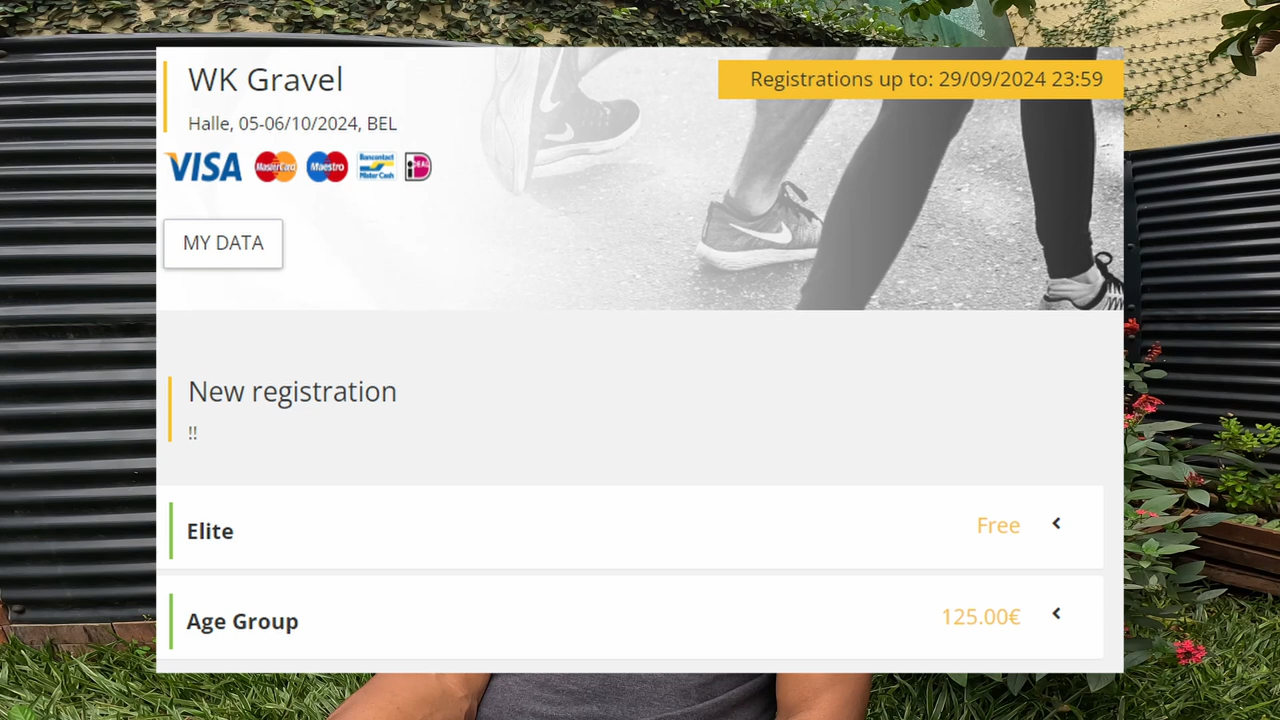 WK Gravel
Registrations up to: 29/09/2024 23:59
Halle, 05-06/10/2024, BEL
VISA MasterCard Maestro Bancontact Mister Cash iDEAL
MY DATA
New registration
!!
Elite Free
Age Group 125.00€